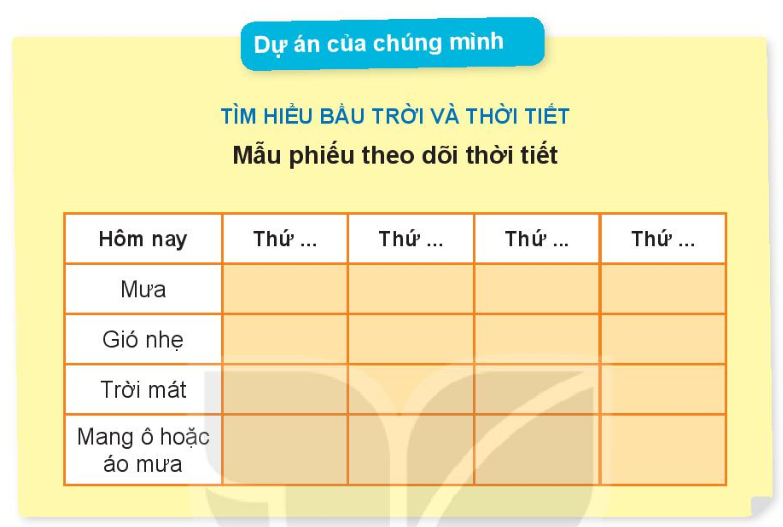 Dự án của chúng mình
TÌM HIỂU BẦU TRỜI VÀ THỜI TIẾT
Mẫu phiếu theo dõi thời tiết
Hôm nay Thứ ... Thứ ... Thứ ... Thứ ...
Mưa
Gió nhẹ
Trời mát
Mang ô hoặc
áo mưa